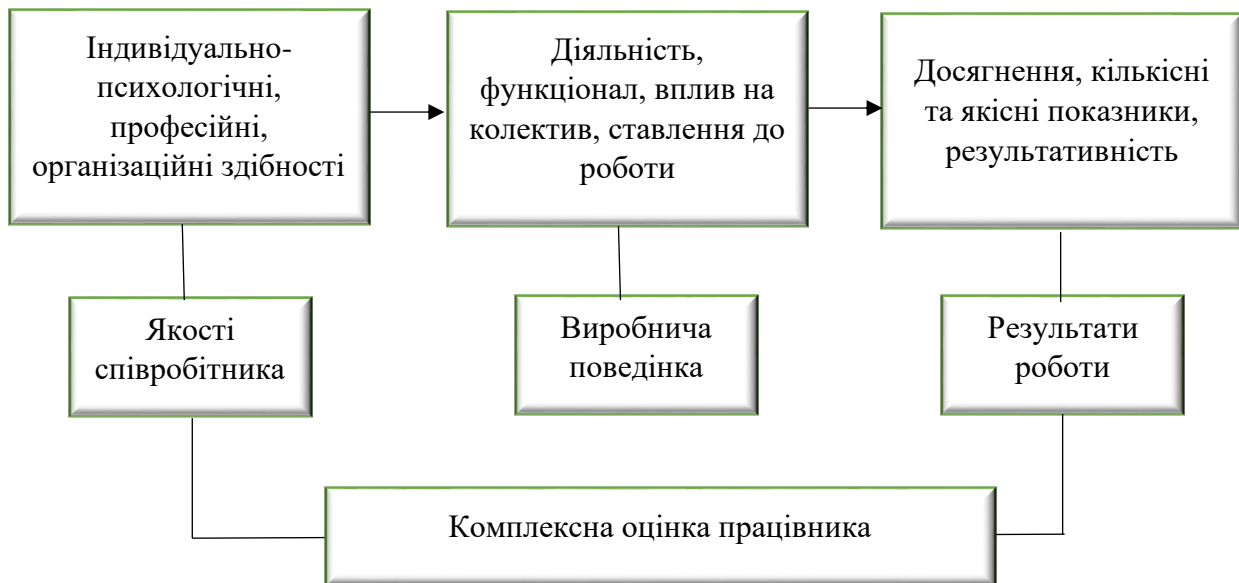 Індивідуально-
психологічні,
професійні,
організаційні здібності
Діяльність,
функціонал, вплив на
колектив, ставлення до
роботи
Досягнення, кількісні
та якісні показники,
результативність
Якості
співробітника
Виробнича
поведінка
Результати
роботи
Комплексна оцінка працівника